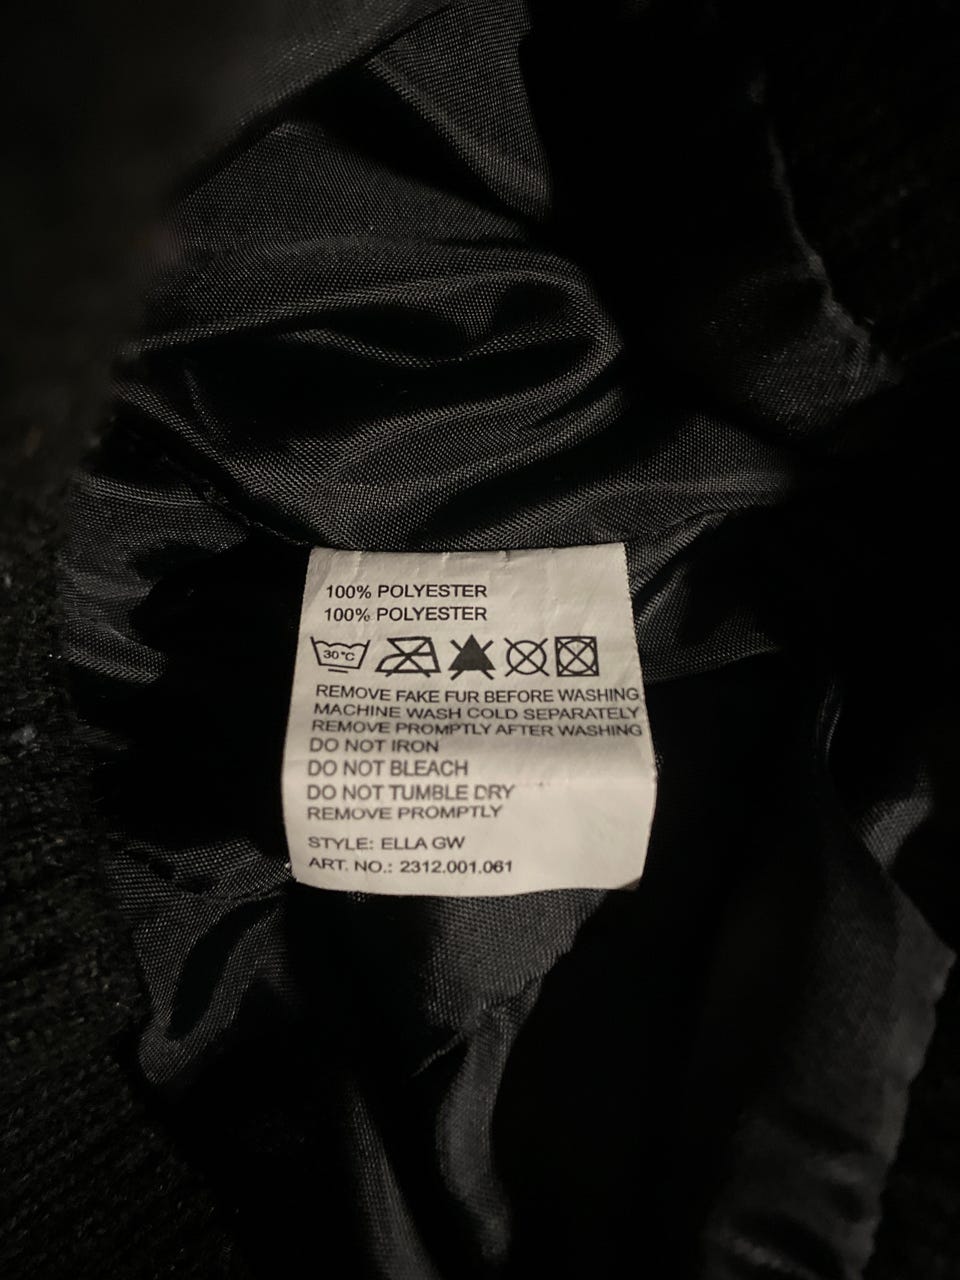 100% POLYESTER
100% POLYESTER
30°C
REMOVE FAKE FUR BEFORE WASHING
MACHINE WASH COLD SEPARATELY
REMOVE PROMPTLY AFTER WASHING
DO NOT IRON
DO NOT BLEACH
DO NOT TUMBLE DRY
REMOVE PROMPTLY
STYLE: ELLA GW
ART. NO.: 2312.001.061